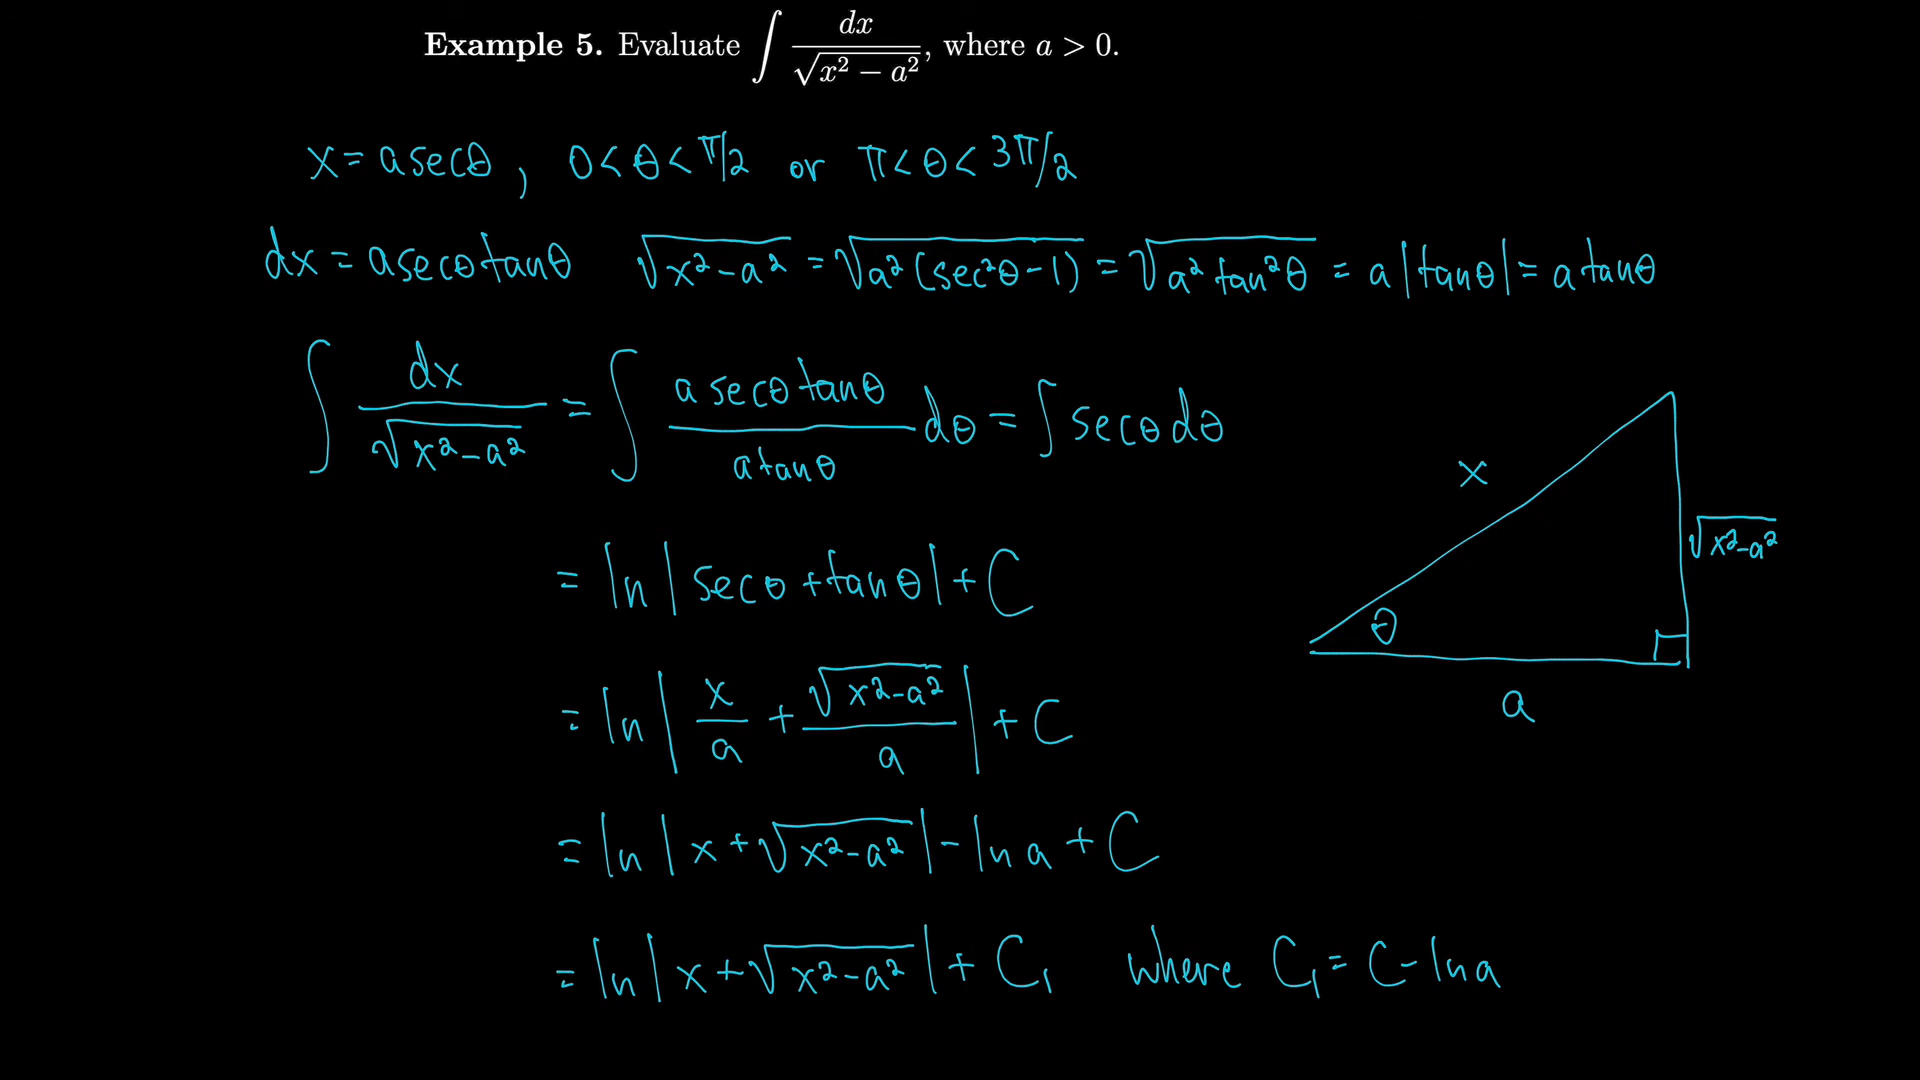 Example 5. Evaluate ∫ dx/√(x² − a²), where a > 0.
x = a secθ, 0 < θ < π/2 or π < θ < 3π/2
dx = a secθ tanθ √(x² − a²) = √(a²(sec²θ − 1)) = √(a² tan²θ) = a|tanθ| = a tanθ
∫ dx/√(x² − a²) = ∫ (a secθ tanθ)/(a tanθ) dθ = ∫ secθ dθ
= ln|secθ + tanθ| + C
= ln|x/a + √(x² − a²)/a| + C
= ln|x + √(x² − a²)| − ln a + C
= ln|x + √(x² − a²)| + C₁ where C₁ = C − ln a
x
√(x² − a²)
θ
a